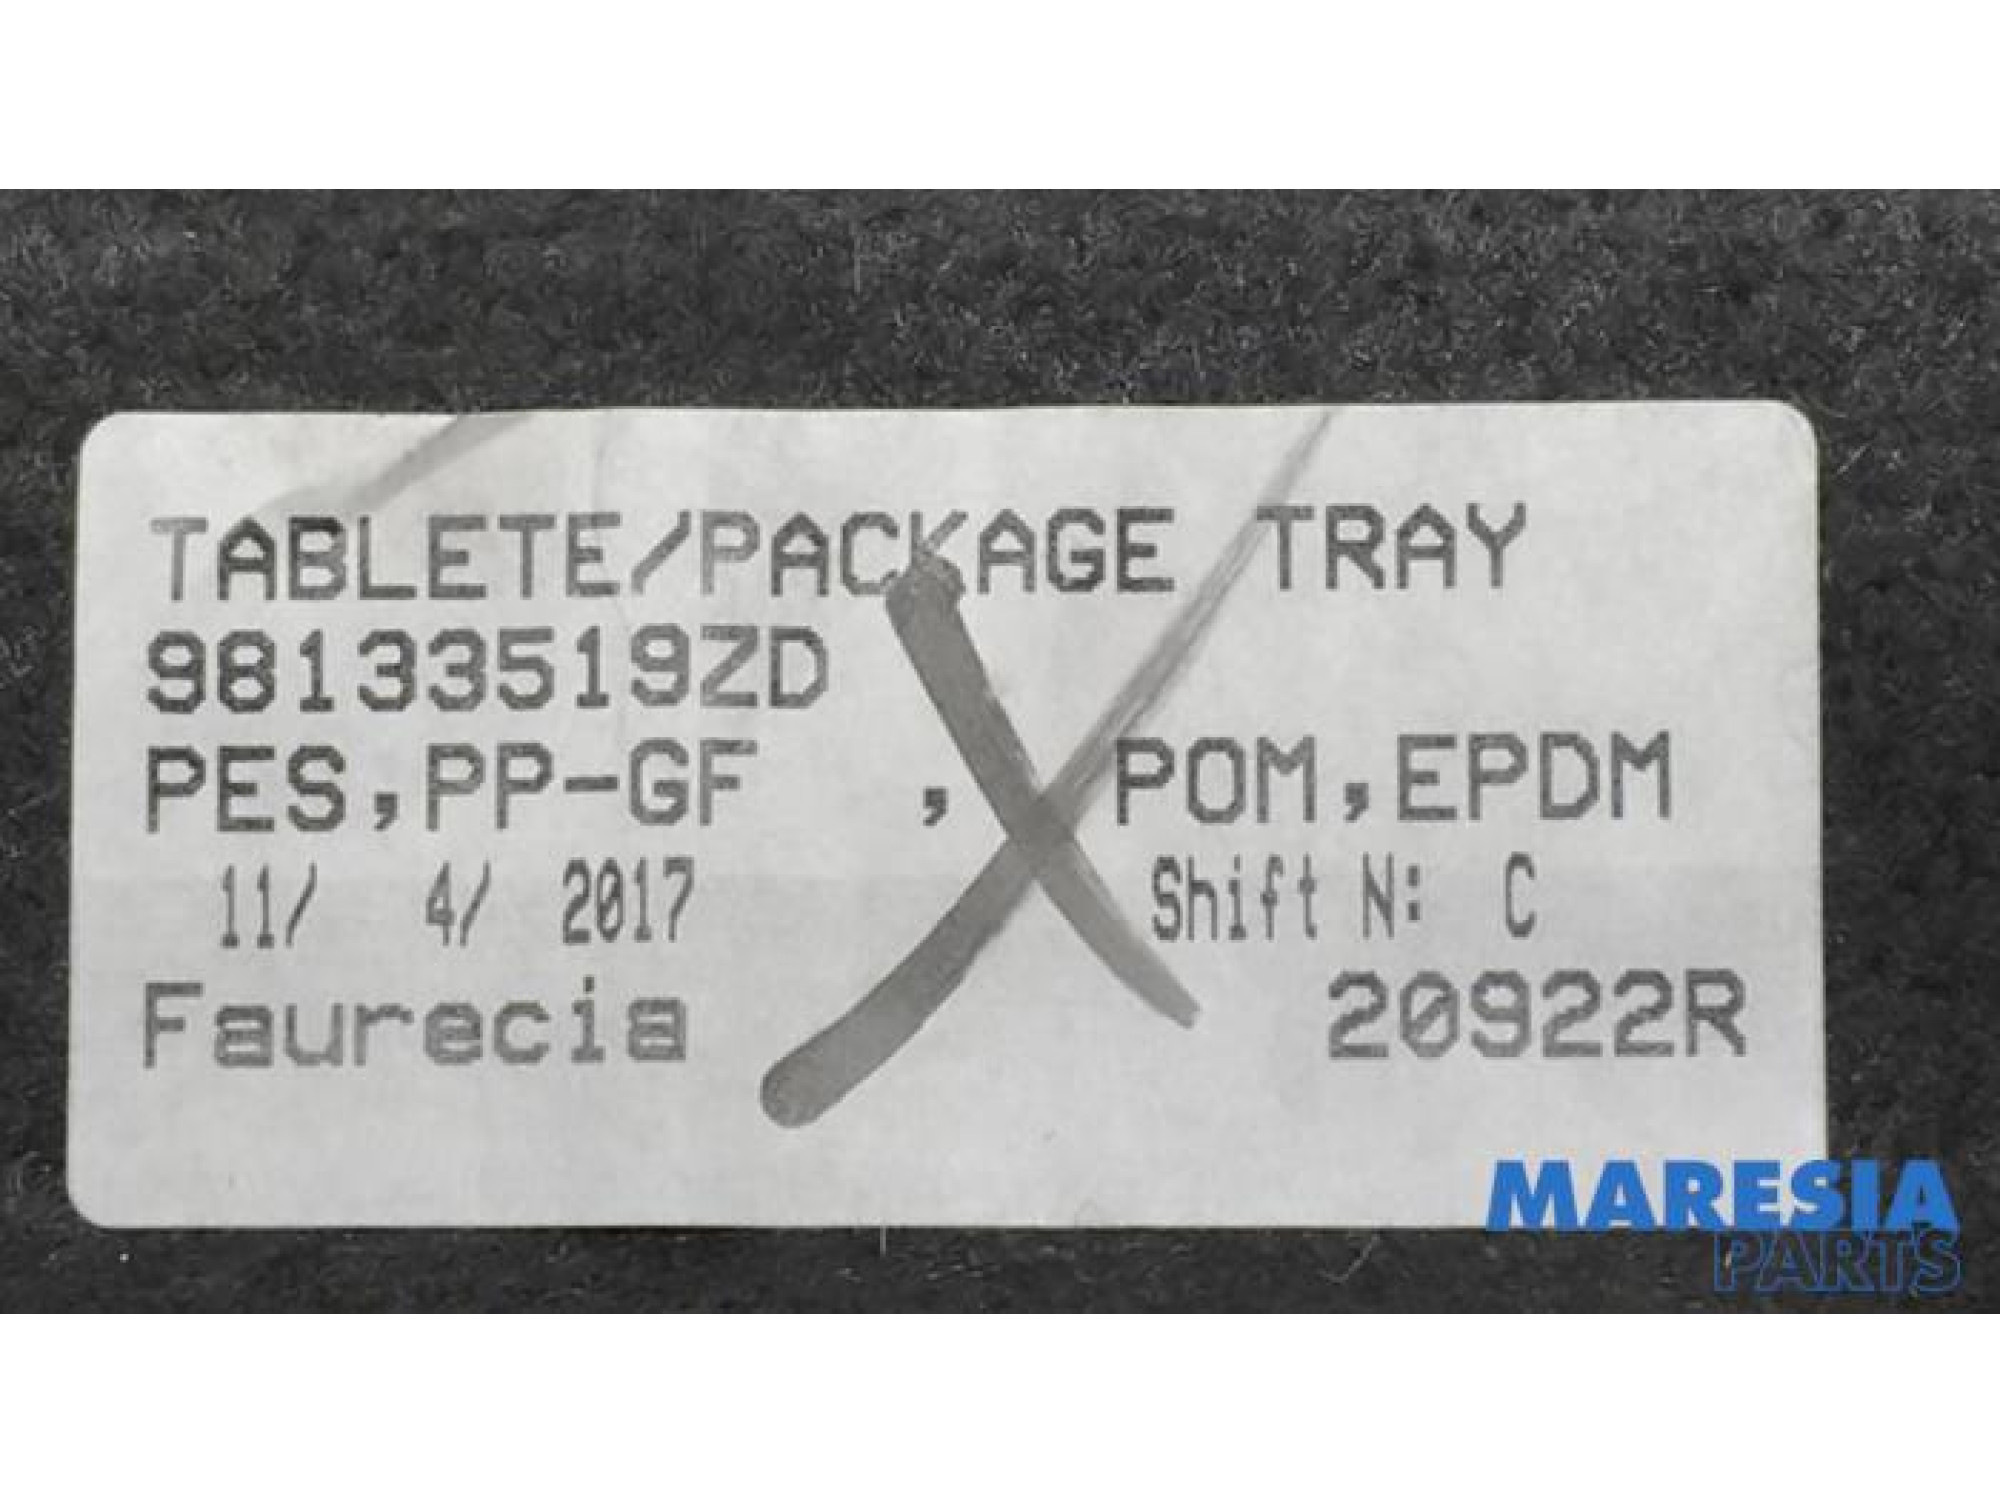 TABLETE/PACKAGE TRAY
98133519ZD
PES,PP-GF , POM,EPDM
11/ 4/ 2017 Shift N: C
Faurecia 20922R
MARESIA
PARTS